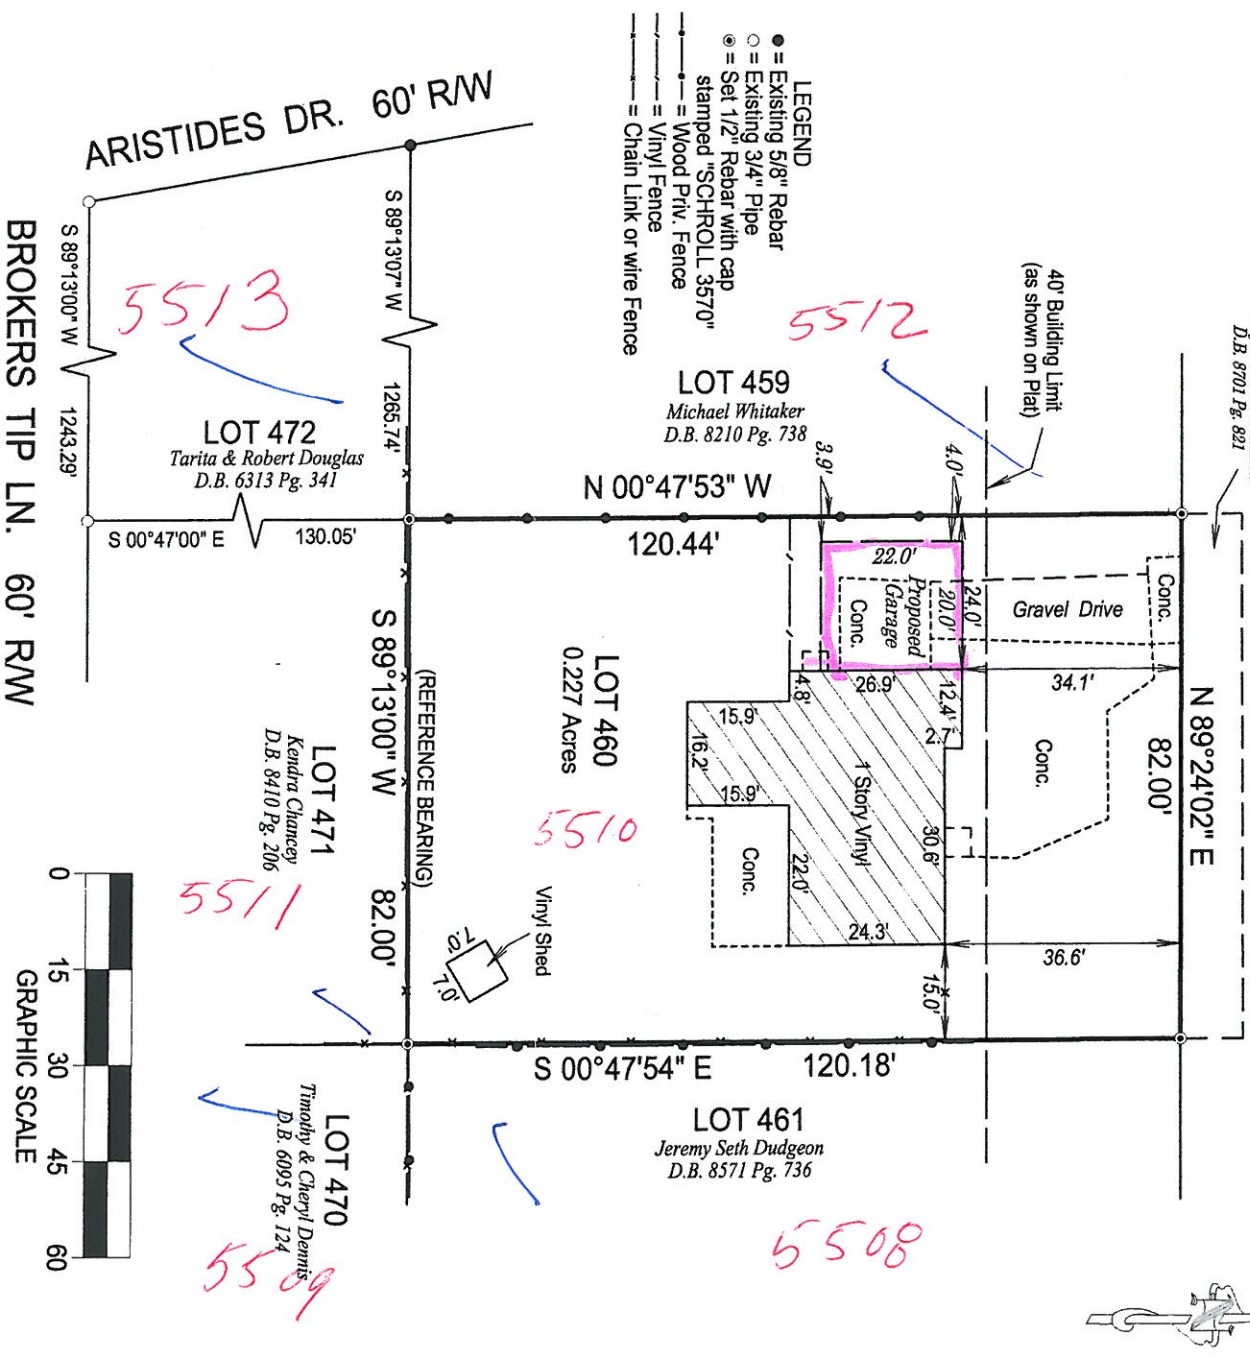 LEGEND
= Existing 5/8" Rebar
= Existing 3/4" Pipe
= Set 1/2" Rebar with cap
stamped "SCHROLL 3570"
= Wood Priv. Fence
= Vinyl Fence
= Chain Link or wire Fence
ARISTIDES DR. 60' R/W
BROKERS TIP LN. 60' R/W
S 89°13'07" W
1265.74'
S 89°13'00" W
1243.29'
5513
LOT 472
Tarita & Robert Douglas
D.B. 6313 Pg. 341
S 00°47'00" E
130.05'
5512
LOT 459
Michael Whitaker
D.B. 8210 Pg. 738
40' Building Limit
(as shown on Plat)
D.B. 8701 Pg. 821
N 00°47'53" W
120.44'
3.9'
4.0'
22.0'
24.0'
20.0'
Proposed
Garage
Conc.
Gravel Drive
Conc.
34.1'
N 89°24'02" E
82.00'
Conc.
4.8'
26.9'
12.4'
2.7'
15.9'
16.2'
15.9'
1 Story Vinyl
30.6'
22.0'
24.3'
Conc.
36.6'
15.0'
LOT 460
0.227 Acres
5510
Vinyl Shed
7.0'
7.0'
(REFERENCE BEARING)
S 89°13'00" W
82.00'
LOT 471
Kendra Chancey
D.B. 8410 Pg. 206
5511
S 00°47'54" E
120.18'
LOT 461
Jeremy Seth Dudgeon
D.B. 8571 Pg. 736
5508
LOT 470
Timothy & Cheryl Dennis
D.B. 6095 Pg. 124
5509
0
15
30
45
60
GRAPHIC SCALE